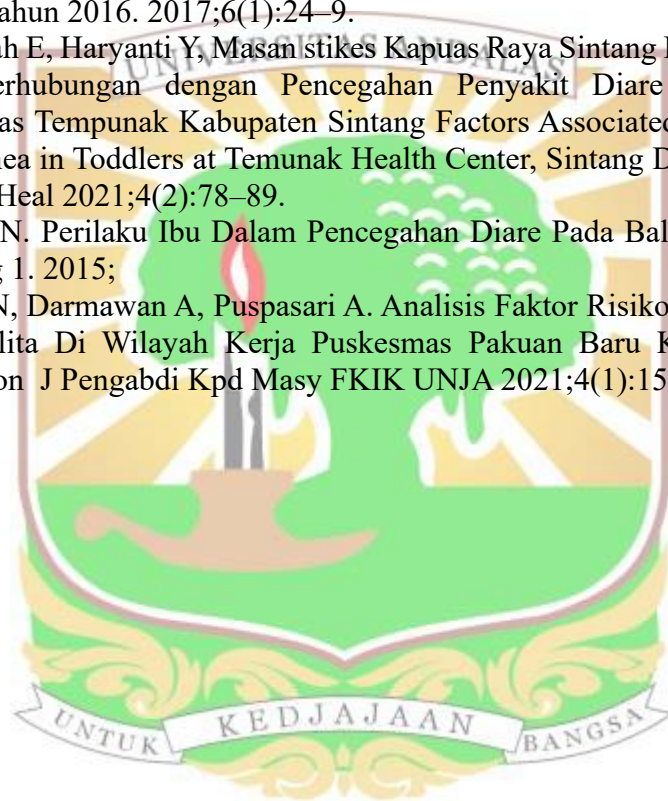 ahun 2016. 2017;6(1):24–9.
ah E, Haryanti Y, Masan stikes Kapuas Raya Sintang
UNIVERSITAS ANDALAS
erhubungan dengan Pencegahan Penyakit Diare
as Tempunak Kabupaten Sintang Factors Associated
nea in Toddlers at Temunak Health Center, Sintang D
Heal 2021;4(2):78–89.
N. Perilaku Ibu Dalam Pencegahan Diare Pada Bal
g 1. 2015;
N, Darmawan A, Puspasari A. Analisis Faktor Risiko
lita Di Wilayah Kerja Puskesmas Pakuan Baru K
on J Pengabdi Kpd Masy FKIK UNJA 2021;4(1):15
UNTUK KEDJAJAAN BANGSA